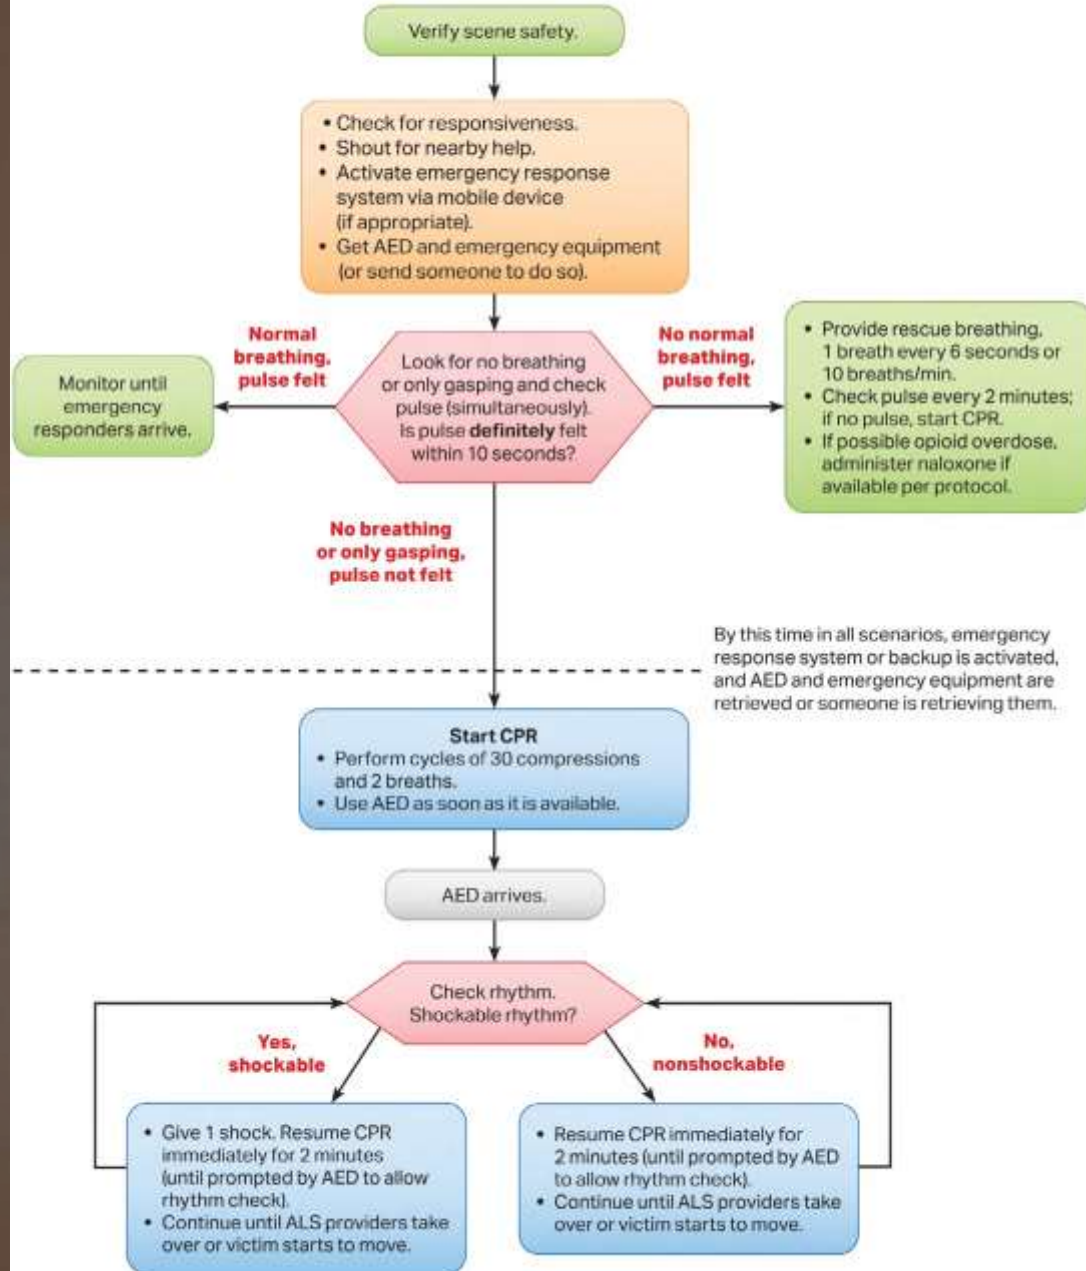 Verify scene safety.
• Check for responsiveness.
• Shout for nearby help.
• Activate emergency response
system via mobile device
(if appropriate).
• Get AED and emergency equipment
(or send someone to do so).
Normal
breathing,
pulse felt
Look for no breathing
or only gasping and check
pulse (simultaneously).
Is pulse definitely felt
within 10 seconds?
No normal
breathing,
pulse felt
Monitor until
emergency
responders arrive.
• Provide rescue breathing,
1 breath every 6 seconds or
10 breaths/min.
• Check pulse every 2 minutes;
if no pulse, start CPR.
• If possible opioid overdose,
administer naloxone if
available per protocol.
No breathing
or only gasping,
pulse not felt
By this time in all scenarios, emergency
response system or backup is activated,
and AED and emergency equipment are
retrieved or someone is retrieving them.
Start CPR
• Perform cycles of 30 compressions
and 2 breaths.
• Use AED as soon as it is available.
AED arrives.
Check rhythm.
Shockable rhythm?
Yes,
shockable
No,
nonshockable
• Give 1 shock. Resume CPR
immediately for 2 minutes
(until prompted by AED to allow
rhythm check).
• Continue until ALS providers take
over or victim starts to move.
• Resume CPR immediately for
2 minutes (until prompted by AED
to allow rhythm check).
• Continue until ALS providers take
over or victim starts to move.